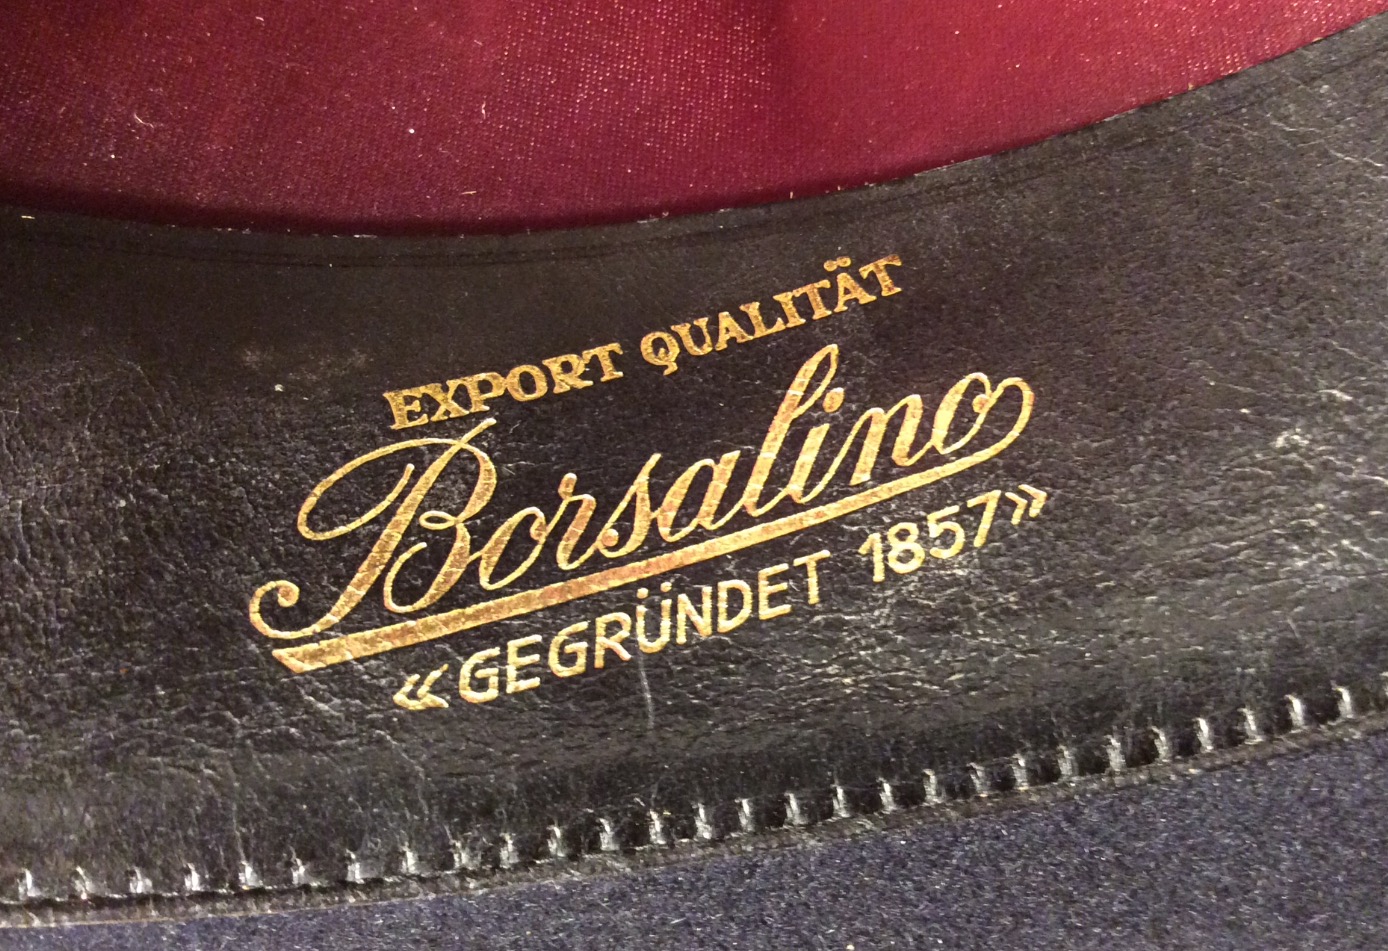 EXPORT QUALITÄT
Borsalino
«GEGRÜNDET 1857»